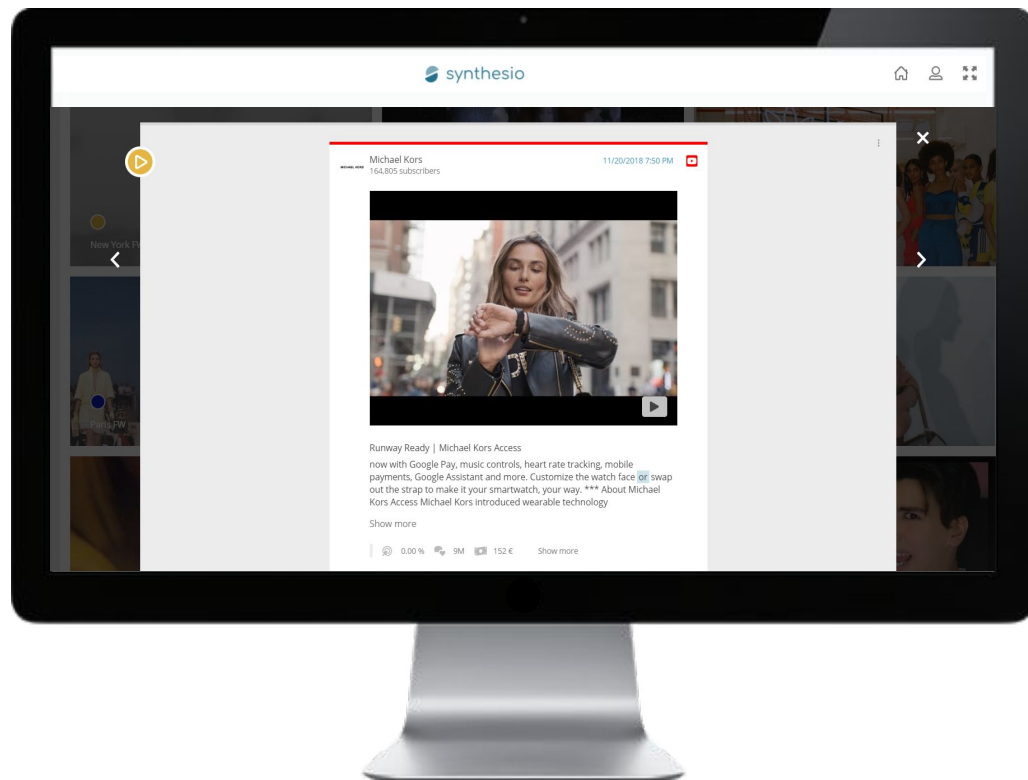 synthesio
New York FW
Paris FW
Michael Kors
11/20/2018 7:50 PM
164,805 subscribers
MICHAEL KORS
Runway Ready | Michael Kors Access
now with Google Pay, music controls, heart rate tracking, mobile
payments, Google Assistant and more. Customize the watch face or swap
out the strap to make it your smartwatch, your way. *** About Michael
Kors Access Michael Kors introduced wearable technology
Show more
0.00 % 9M 152 € Show more